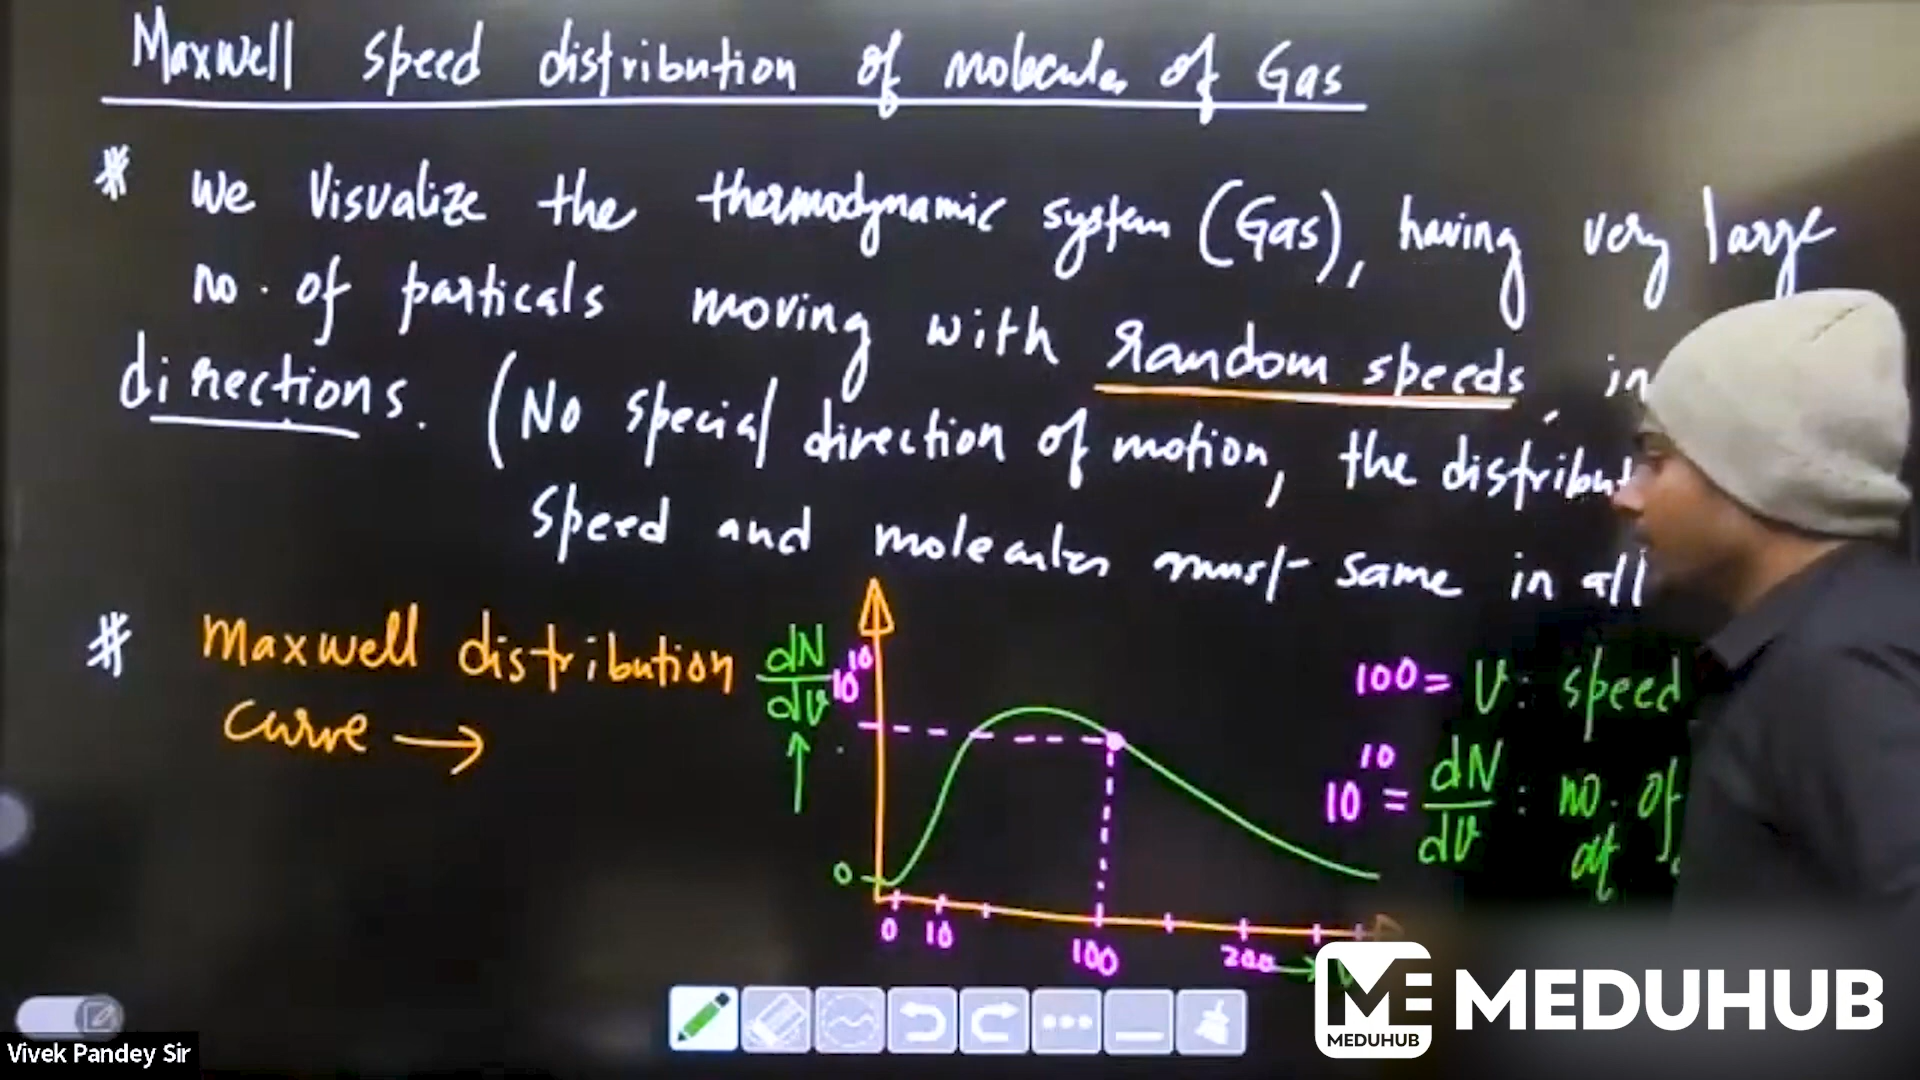 Maxwell speed distribution of molecules of Gas
* we visualize the thermodynamic system (Gas), having very large
no. of particals moving with random speeds, in
directions. (No special direction of motion, the distribut
speed and molecules must same in all
# Maxwell distribution
curve →
dN
dv
10
10
↑
0
0 10 100 200
100 = v: speed
10
10 = dN : no. of
dv at
MEDUHUB
MEDUHUB
Vivek Pandey Sir